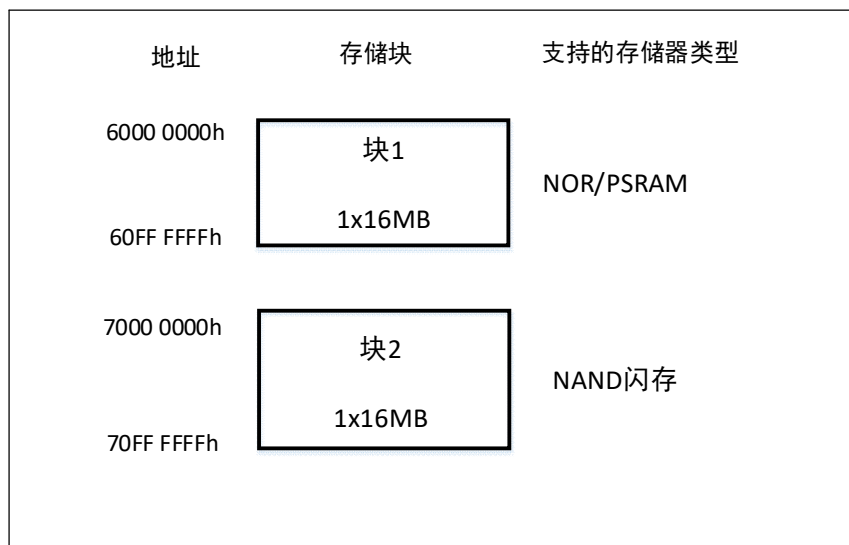 地址 存储块 支持的存储器类型
6000 0000h
块1
NOR/PSRAM
1x16MB
60FF FFFFh
7000 0000h
块2
NAND闪存
1x16MB
70FF FFFFh